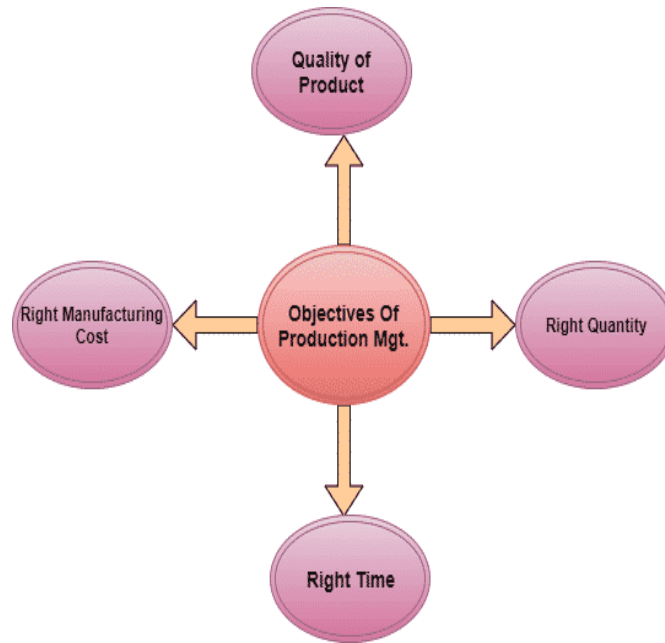 Quality of
Product
Right Manufacturing
Cost
Objectives Of
Production Mgt.
Right Quantity
Right Time